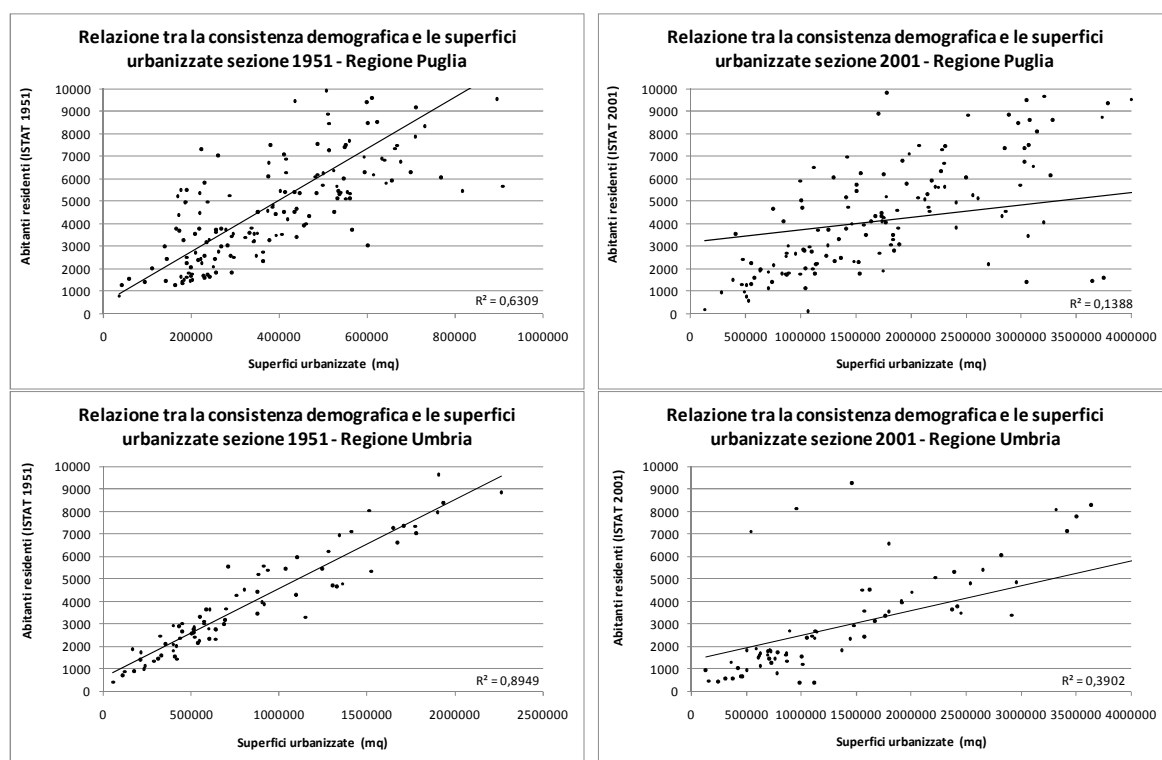 Relazione tra la consistenza demografica e le superfici
urbanizzate sezione 1951 - Regione Puglia
Abitanti residenti (ISTAT 1951)
10000
9000
8000
7000
6000
5000
4000
3000
2000
1000
0
R² = 0,6309
0 200000 400000 600000 800000 1000000
Superfici urbanizzate (mq)
Relazione tra la consistenza demografica e le superfici
urbanizzate sezione 2001 - Regione Puglia
Abitanti residenti (ISTAT 2001)
10000
9000
8000
7000
6000
5000
4000
3000
2000
1000
0
R² = 0,1388
0 500000 1000000 1500000 2000000 2500000 3000000 3500000 4000000
Superfici urbanizzate (mq)
Relazione tra la consistenza demografica e le superfici
urbanizzate sezione 1951 - Regione Umbria
Abitanti residenti (ISTAT 1951)
10000
9000
8000
7000
6000
5000
4000
3000
2000
1000
0
R² = 0,8949
0 500000 1000000 1500000 2000000 2500000
Superfici urbanizzate (mq)
Relazione tra la consistenza demografica e le superfici
urbanizzate sezione 2001 - Regione Umbria
Abitanti residenti (ISTAT 2001)
10000
9000
8000
7000
6000
5000
4000
3000
2000
1000
0
R² = 0,3902
0 500000 1000000 1500000 2000000 2500000 3000000 3500000 4000000
Superfici urbanizzate (mq)